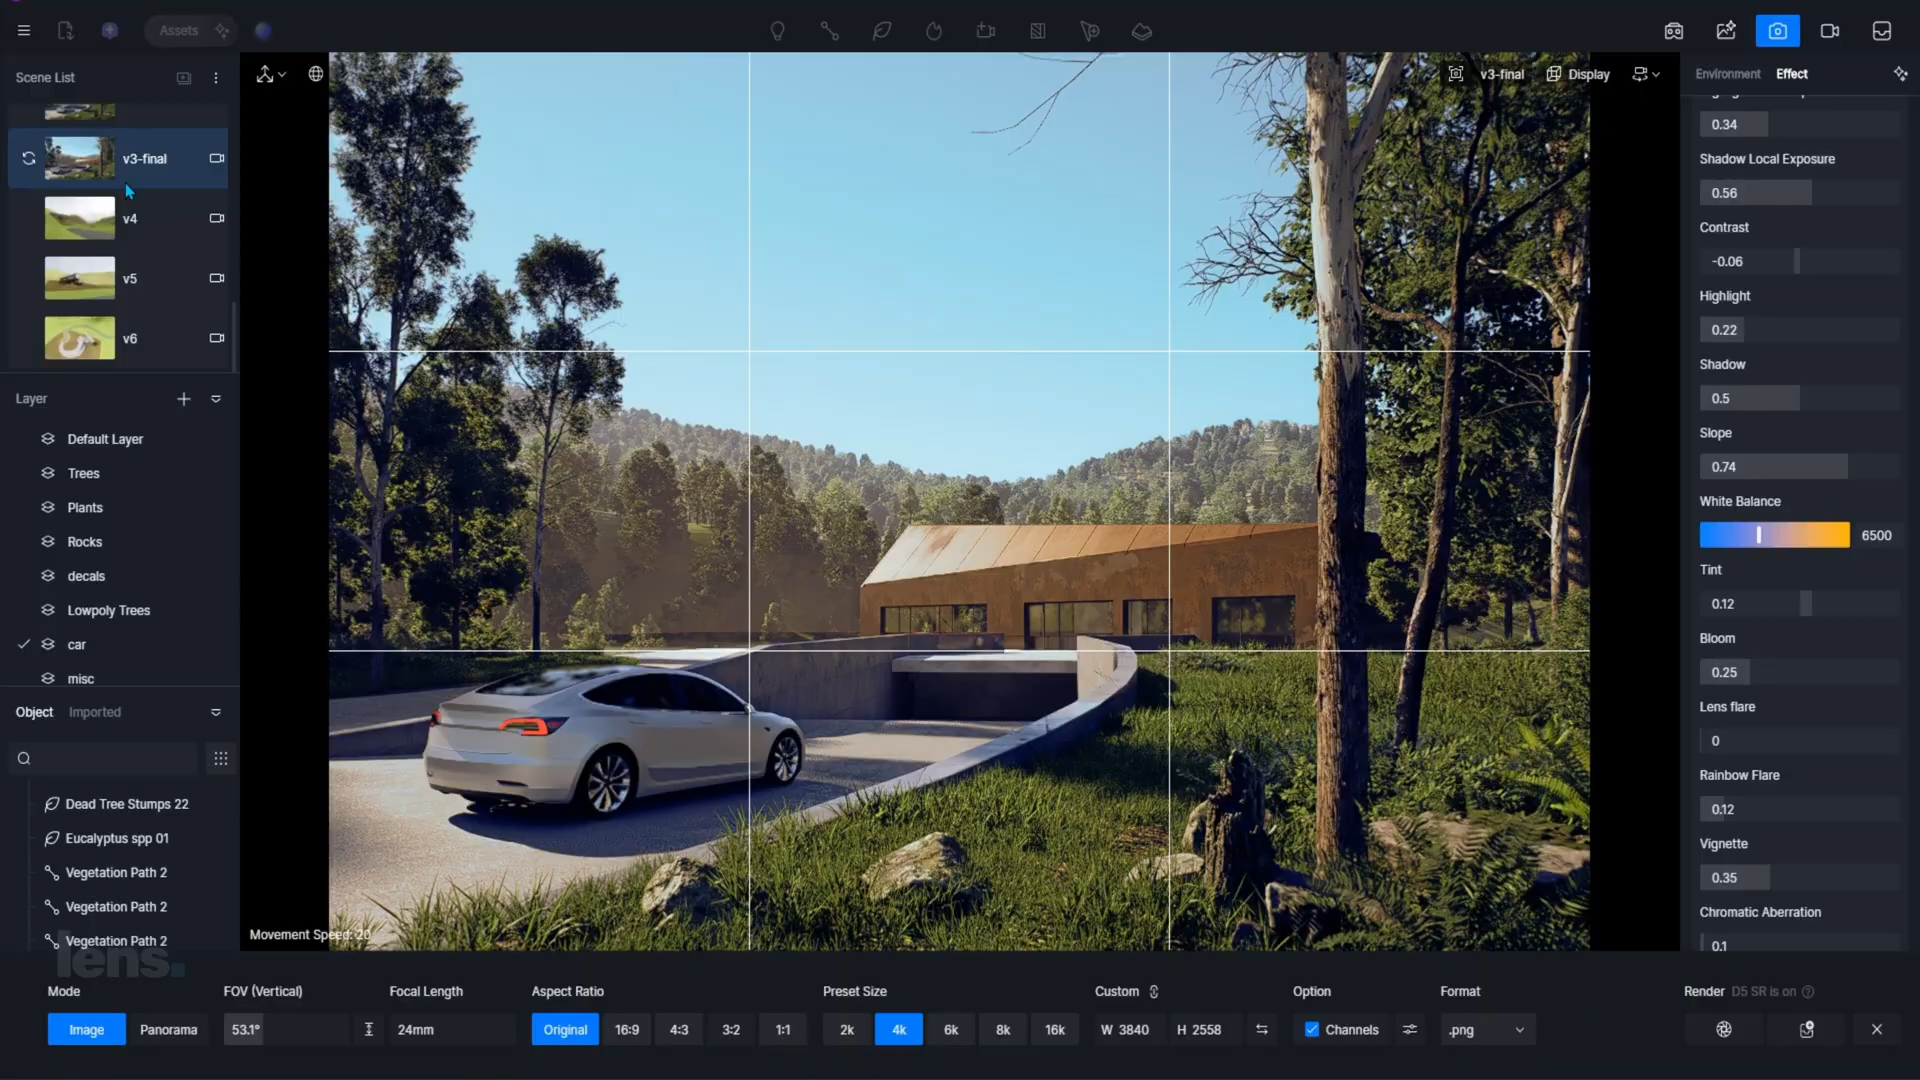 Assets
Scene List
v3-final
v4
v5
v6
Layer
Default Layer
Trees
Plants
Rocks
decals
Lowpoly Trees
car
misc
Object Imported
Dead Tree Stumps 22
Eucalyptus spp 01
Vegetation Path 2
Vegetation Path 2
Vegetation Path 2
lens.
v3-final Display
Movement Speed: 20
Environment Effect
0.34
Shadow Local Exposure
0.56
Contrast
-0.06
Highlight
0.22
Shadow
0.5
Slope
0.74
White Balance
6500
Tint
0.12
Bloom
0.25
Lens flare
0
Rainbow Flare
0.12
Vignette
0.35
Chromatic Aberration
0.1
Mode
Image Panorama
FOV (Vertical)
53.1°
Focal Length
24mm
Aspect Ratio
Original 16:9 4:3 3:2 1:1
Preset Size
2k 4k 6k 8k 16k
Custom
W 3840 H 2558
Option
Channels
Format
.png
Render D5 SR is on